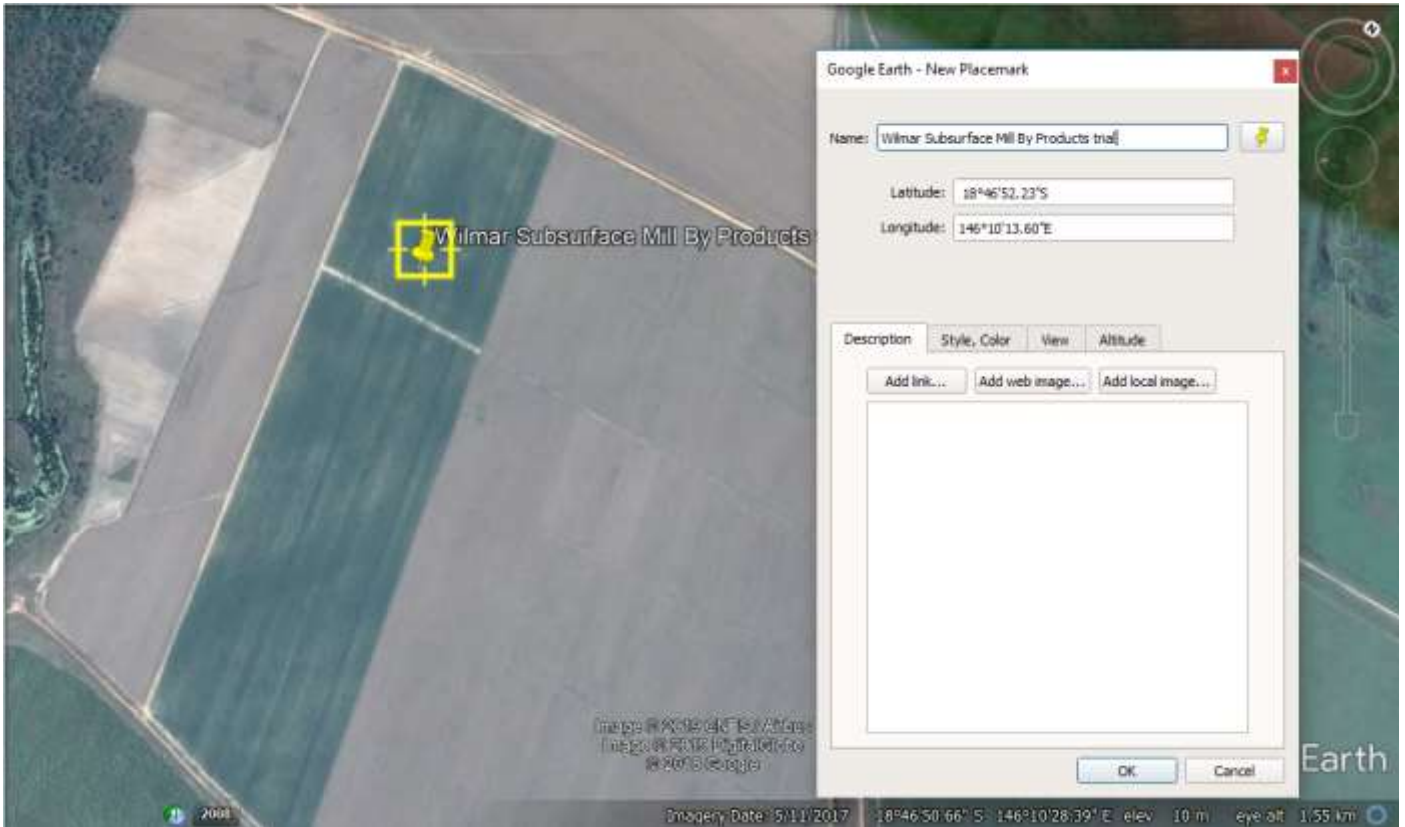 Google Earth - New Placemark
Name: Wilmar Subsurface Mill By Products trial
Latitude: 18°46'52.23"S
Longitude: 146°10'13.60"E
Wilmar Subsurface Mill By Products
Description Style, Color View Altitude
Add link... Add web image... Add local image...
OK Cancel
Earth
2008
Imagery Date: 5/11/2017 18°46'50.66" S 146°10'28.39" E elev 10 m eye alt 1.55 km